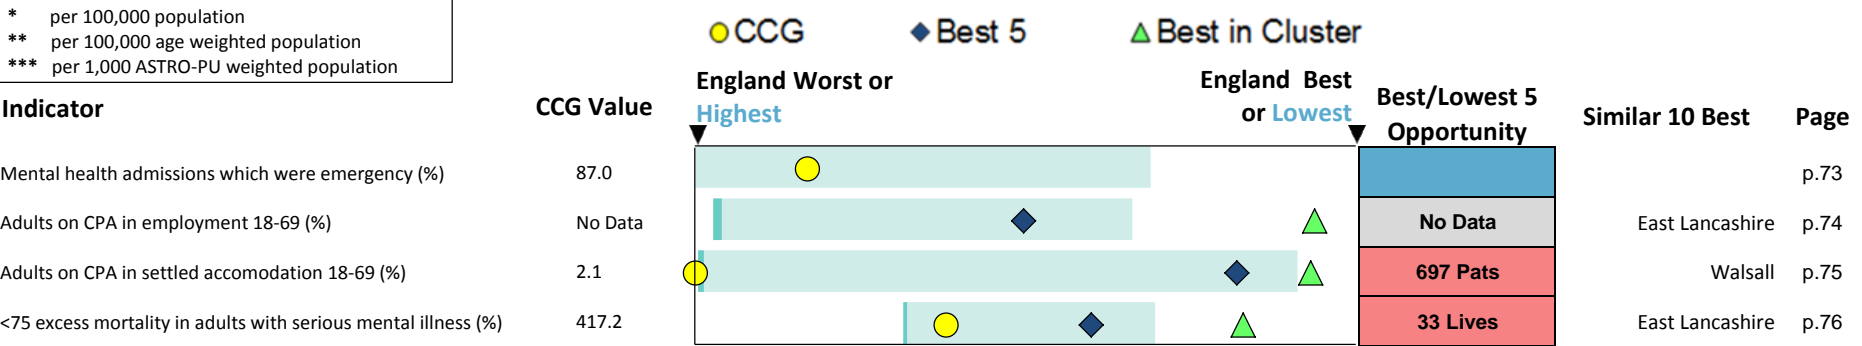 * per 100,000 population
** per 100,000 age weighted population
*** per 1,000 ASTRO-PU weighted population
CCG Best 5 Best in Cluster
Indicator CCG Value England Worst or Highest England Best or Lowest Best/Lowest 5 Opportunity Similar 10 Best Page
Mental health admissions which were emergency (%) 87.0 p.73
Adults on CPA in employment 18-69 (%) No Data No Data East Lancashire p.74
Adults on CPA in settled accomodation 18-69 (%) 2.1 697 Pats Walsall p.75
<75 excess mortality in adults with serious mental illness (%) 417.2 33 Lives East Lancashire p.76